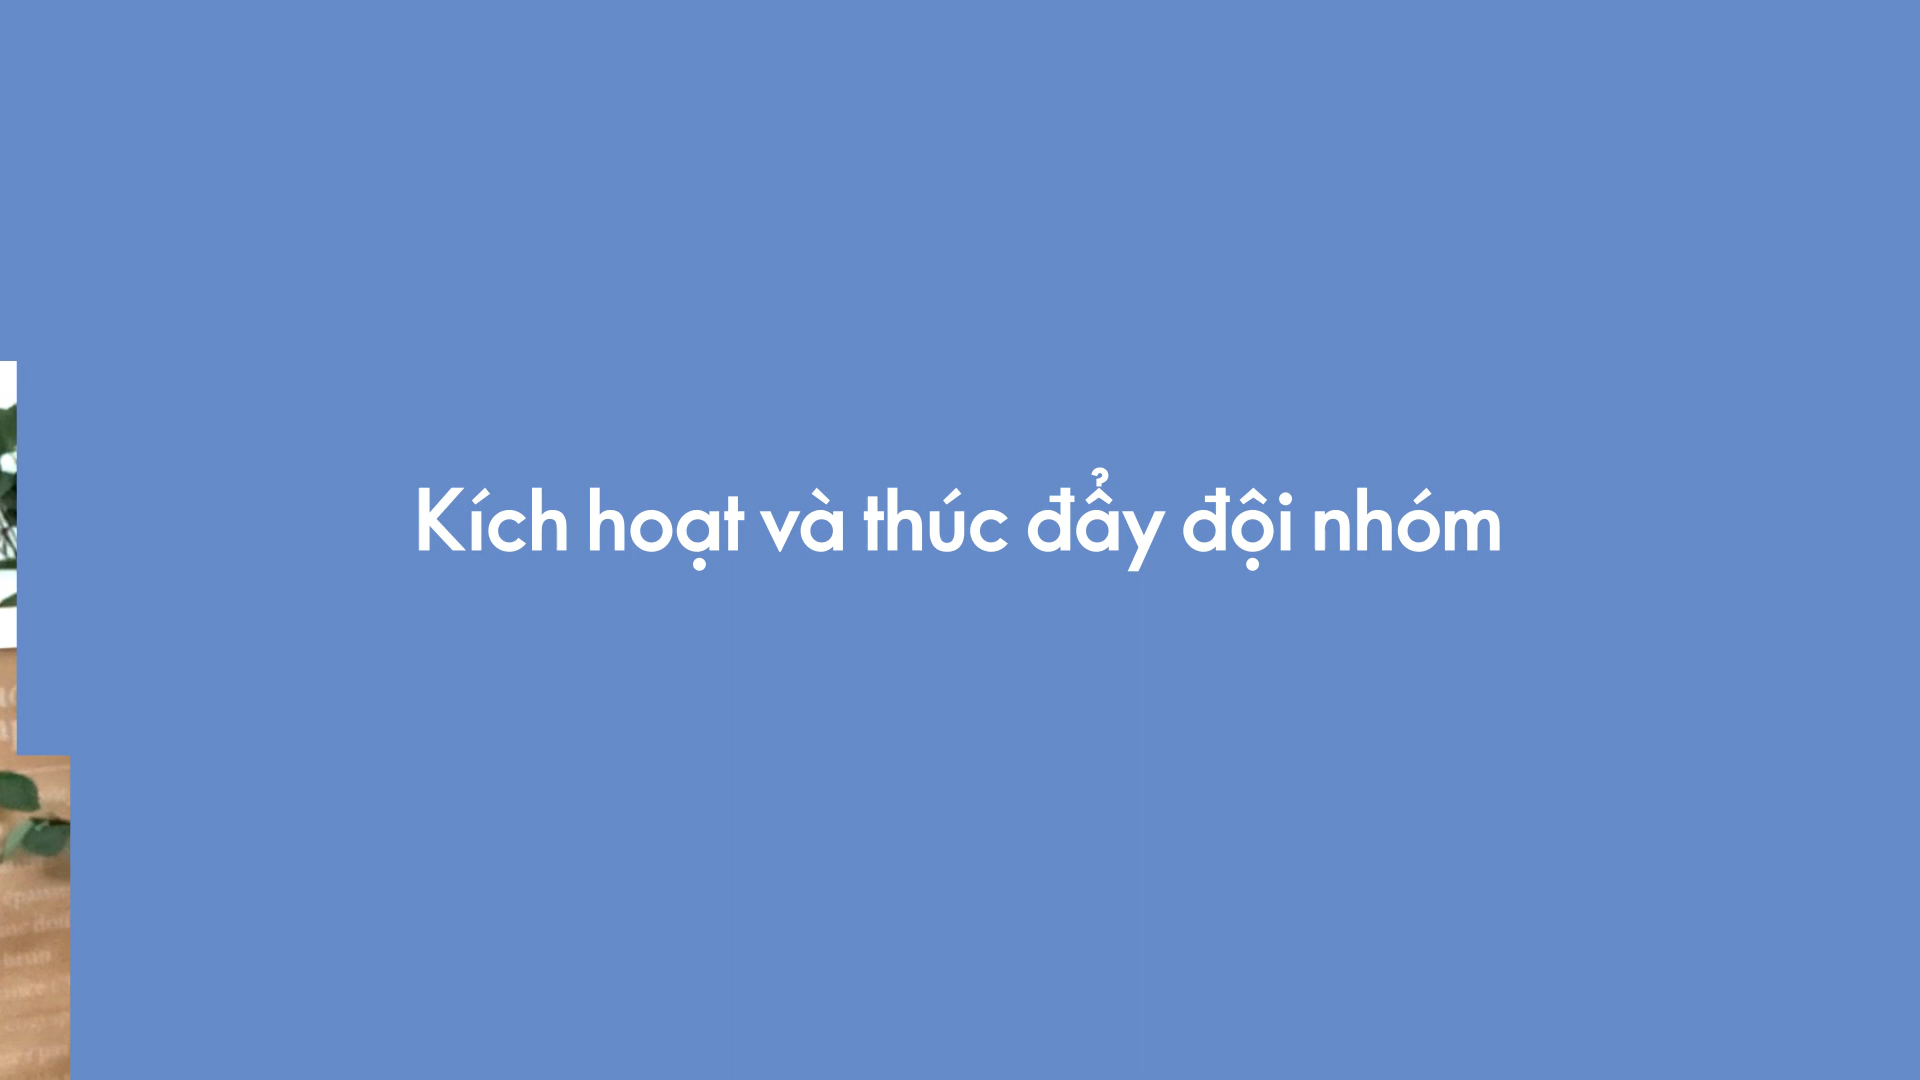 Kích hoạt và thúc đẩy đội nhóm